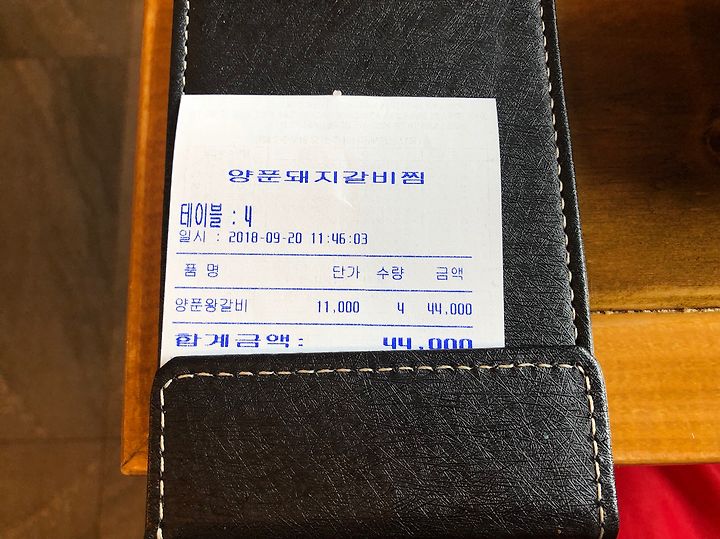 양푼돼지갈비찜
테이블 : 4
일시 : 2018-09-20 11:46:03
품 명 단가 수량 금액
양푼왕갈비 11,000 4 44,000
합계금액: 44,000